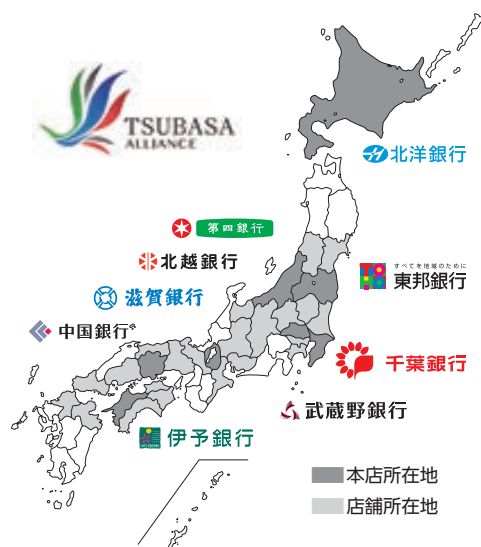 TSUBASA
ALLIANCE
北洋銀行
第四銀行
北越銀行
すべてを地域のために
東邦銀行
滋賀銀行
中国銀行
千葉銀行
武蔵野銀行
伊予銀行
本店所在地
店舗所在地